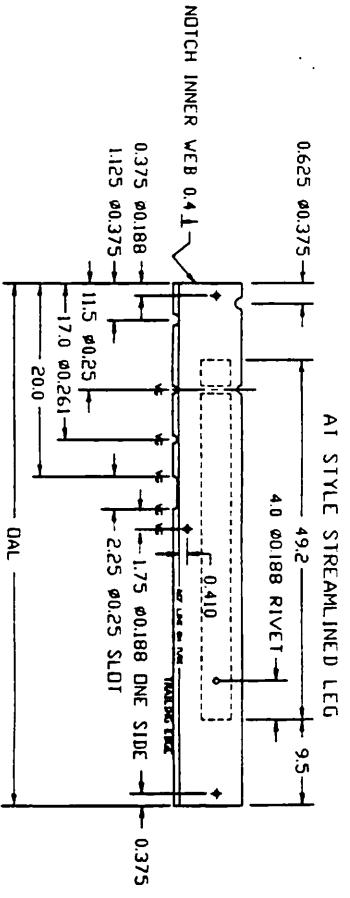 AT STYLE STREAMLINED LEG
0.625 ø0.375
49.2
9.5
4.0 ø0.188 RIVET
NOTCH INNER WEB 0.4
0.410
TRAILING EDGE
0.375 ø0.188
1.125 ø0.375
11.5 ø0.25
17.0 ø0.261
20.0
1.75 ø0.188 ONE SIDE
2.25 ø0.25 SLOT
0.375
OAL